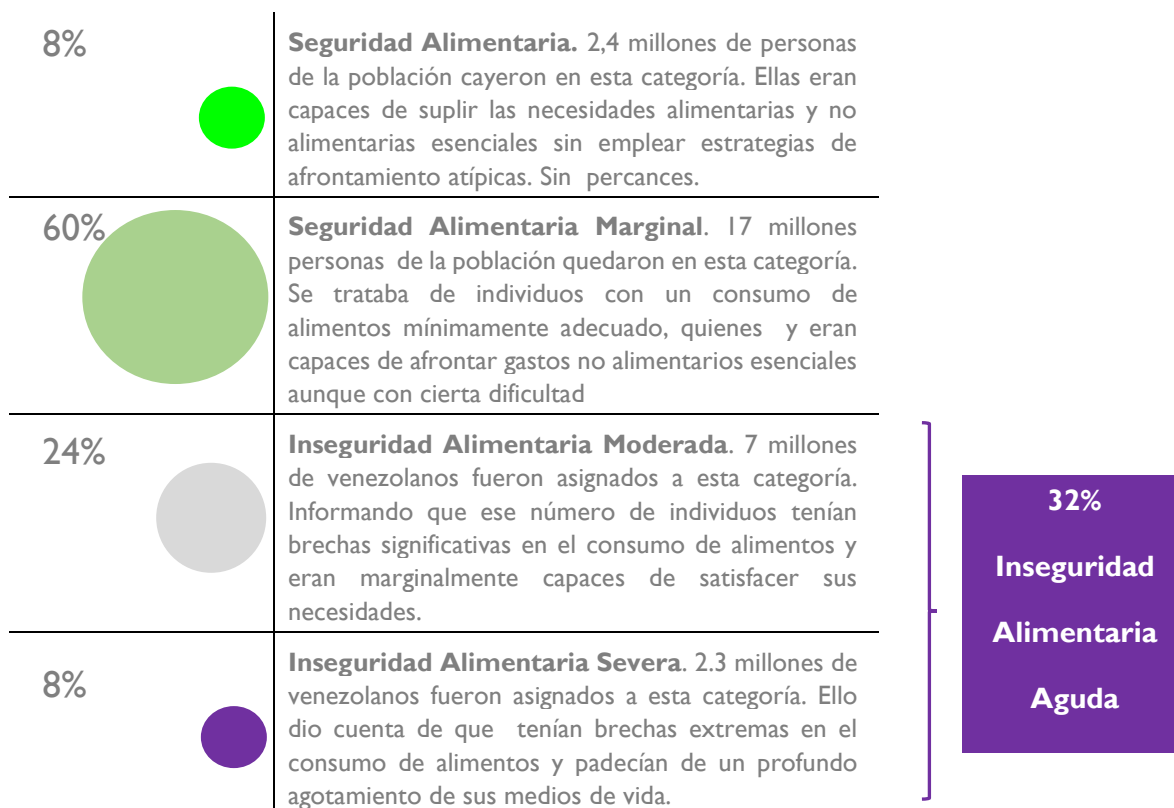 8%
Seguridad Alimentaria. 2,4 millones de personas
de la población cayeron en esta categoría. Ellas eran
capaces de suplir las necesidades alimentarias y no
alimentarias esenciales sin emplear estrategias de
afrontamiento atípicas. Sin percances.
60%
Seguridad Alimentaria Marginal. 17 millones
personas de la población quedaron en esta categoría.
Se trataba de individuos con un consumo de
alimentos mínimamente adecuado, quienes y eran
capaces de afrontar gastos no alimentarios esenciales
aunque con cierta dificultad
24%
Inseguridad Alimentaria Moderada. 7 millones
de venezolanos fueron asignados a esta categoría.
Informando que ese número de individuos tenían
brechas significativas en el consumo de alimentos y
eran marginalmente capaces de satisfacer sus
necesidades.
8%
Inseguridad Alimentaria Severa. 2.3 millones de
venezolanos fueron asignados a esta categoría. Ello
dio cuenta de que tenían brechas extremas en el
consumo de alimentos y padecían de un profundo
agotamiento de sus medios de vida.
32%
Inseguridad
Alimentaria
Aguda